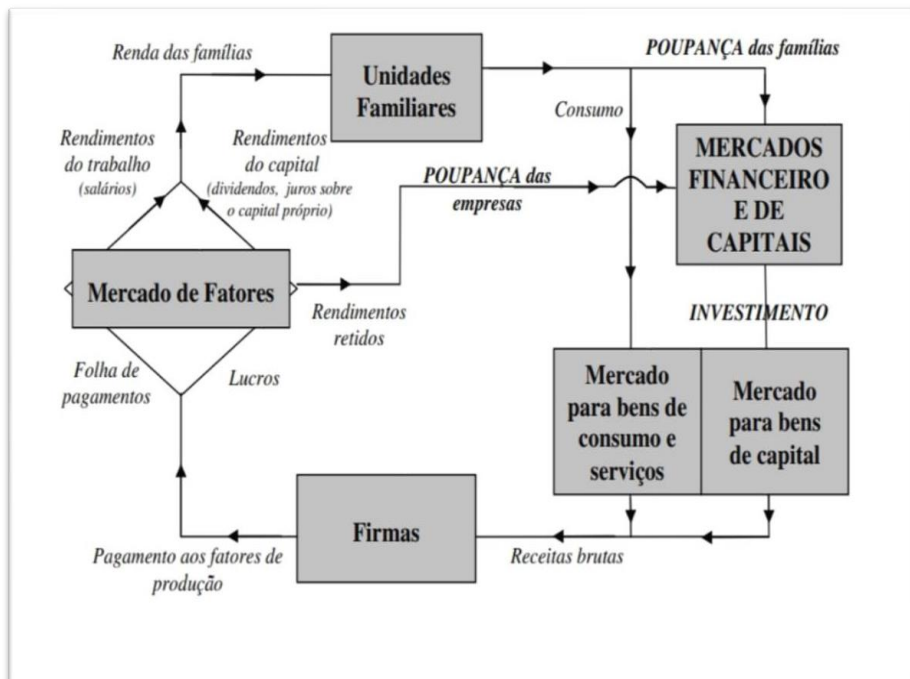 Renda das famílias
Unidades
Familiares
POUPANÇA das famílias
Consumo
Rendimentos
do trabalho
(salários)
Rendimentos
do capital
(dividendos, juros sobre
o capital próprio)
POUPANÇA das
empresas
MERCADOS
FINANCEIRO
E DE
CAPITAIS
Mercado de Fatores
Rendimentos
retidos
INVESTIMENTO
Folha de
pagamentos
Lucros
Mercado
para bens de
consumo e
serviços
Mercado
para bens
de capital
Firmas
Pagamento aos fatores de
produção
Receitas brutas